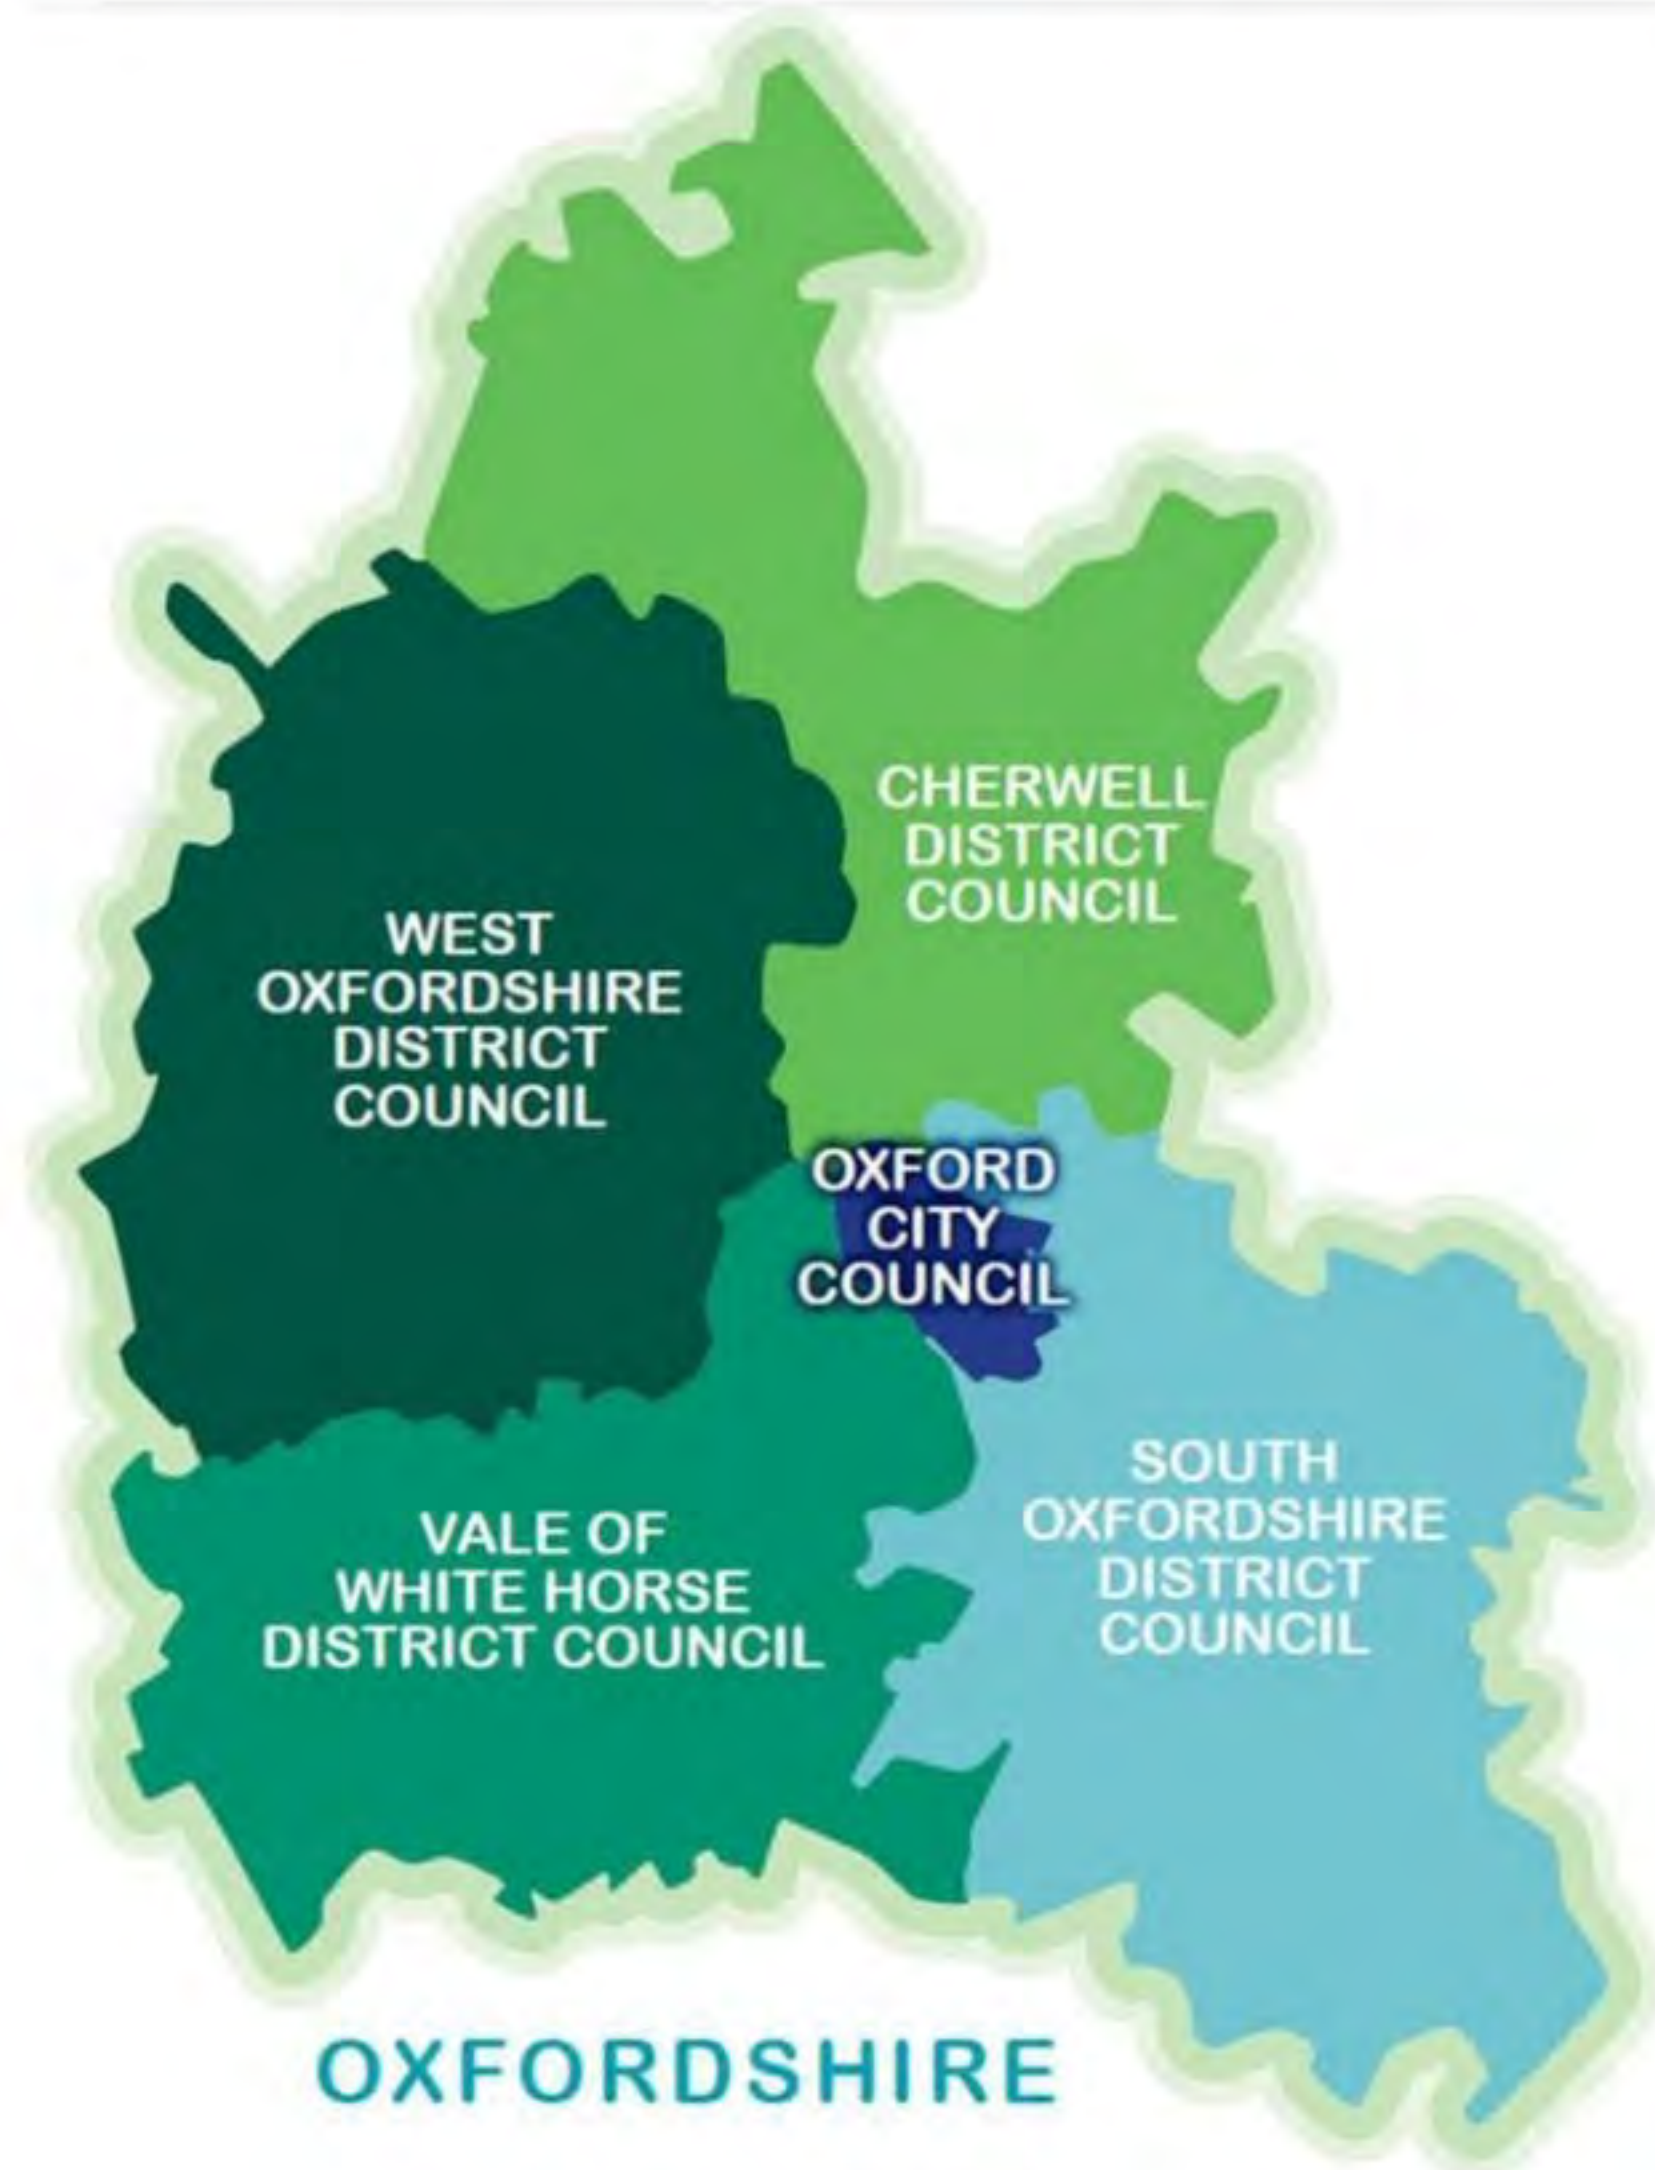 CHERWELL
DISTRICT
COUNCIL
WEST
OXFORDSHIRE
DISTRICT
COUNCIL
OXFORD
CITY
COUNCIL
SOUTH
OXFORDSHIRE
DISTRICT
COUNCIL
VALE OF
WHITE HORSE
DISTRICT COUNCIL
OXFORDSHIRE